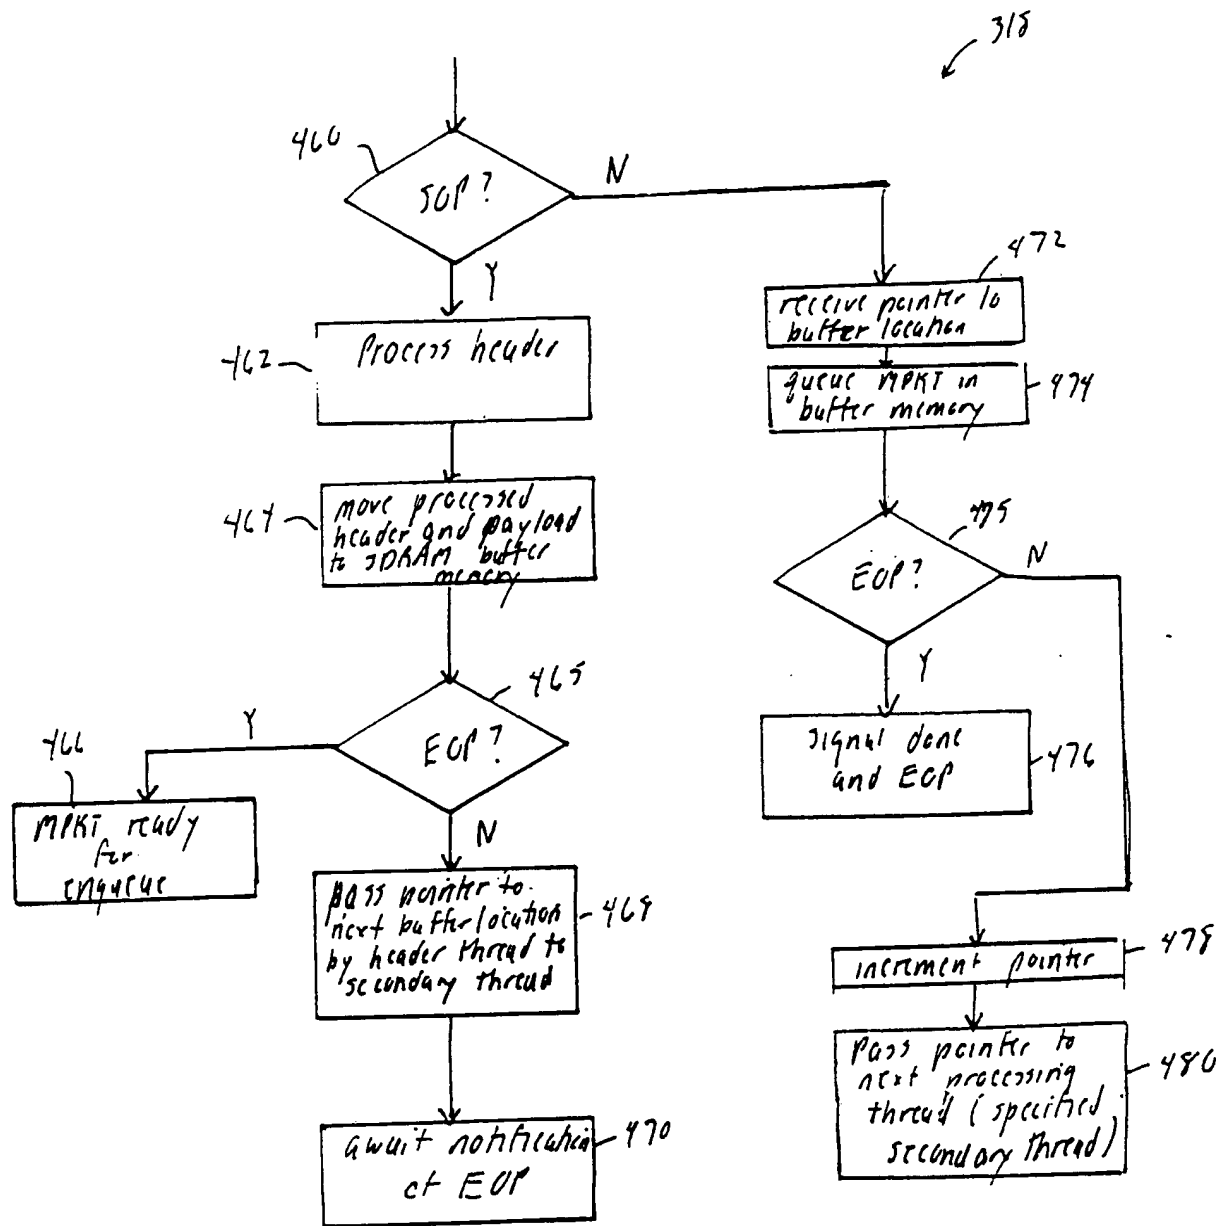 318
460
SOP?
N
Y
472
receive pointer to
buffer location
462
Process header
queue MPKT in
buffer memory
474
464
move processed
header and payload
to SDRAM buffer
memory
475
EOP?
N
Y
465
EOP?
Y
N
466
MPKT ready
for
enqueue
signal done
and EOP
476
pass pointer to
next buffer location
by header thread to
secondary thread
468
increment pointer
478
Pass pointer to
next processing
thread (specified
secondary thread)
480
await notification
of EOP
470